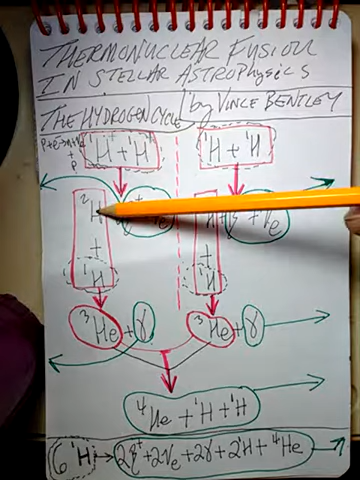 THERMONUCLEAR FUSION
IN STELLAR ASTROPHYSICS
THE HYDROGEN CYCLE by VINCE BENTLEY
¹H + ¹H ¹H + ¹H
²H + νe
+ +
¹H ¹H
³He + γ ³He + γ
⁴He + ¹H + ¹H
6 ¹H → 2e⁺ + 2νe + 2γ + 2¹H + ⁴He